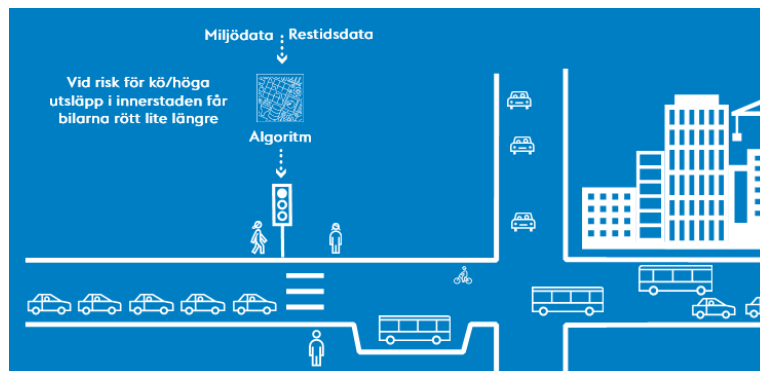 Miljödata Restidsdata
Vid risk för kö/höga
utsläpp i innerstaden får
bilarna rött lite längre
Algoritm